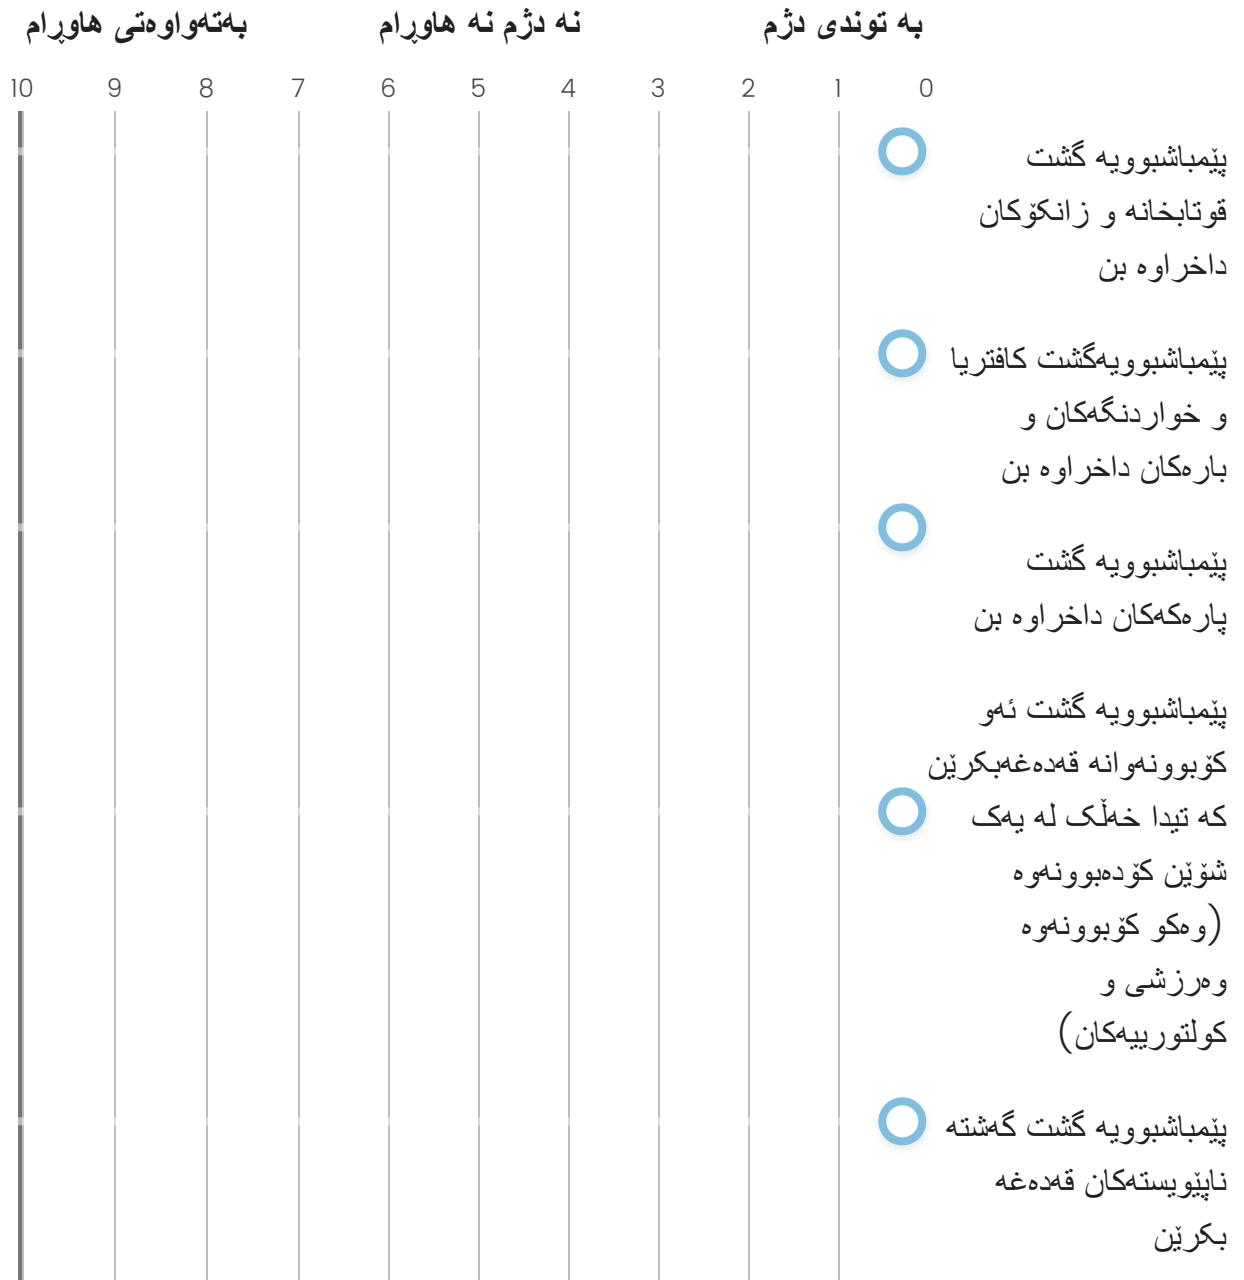 بە توندی دژم نە دژم نە هاوڕام بەتەواوەتی هاوڕام
0 1 2 3 4 5 6 7 8 9 10
پێمباشبوویە گشت
قوتابخانە و زانکۆکان
داخراوە بن
پێمباشبوویەگشت کافتریا
و خواردنگەکان و
بارەکان داخراوە بن
پێمباشبوویە گشت
پارەکەکان داخراوە بن
پێمباشبوویە گشت ئەو
کۆبوونەوانە قەدەغەبکرێن
کە تیدا خەڵک لە یەک
شۆێن کۆدەبوونەوە
(وەکو کۆبوونەوە
وەرزشی و
کولتورییەکان)
پێمباشبوویە گشت گەشتە
ناپێویستەکان قەدەغە
بکرێن